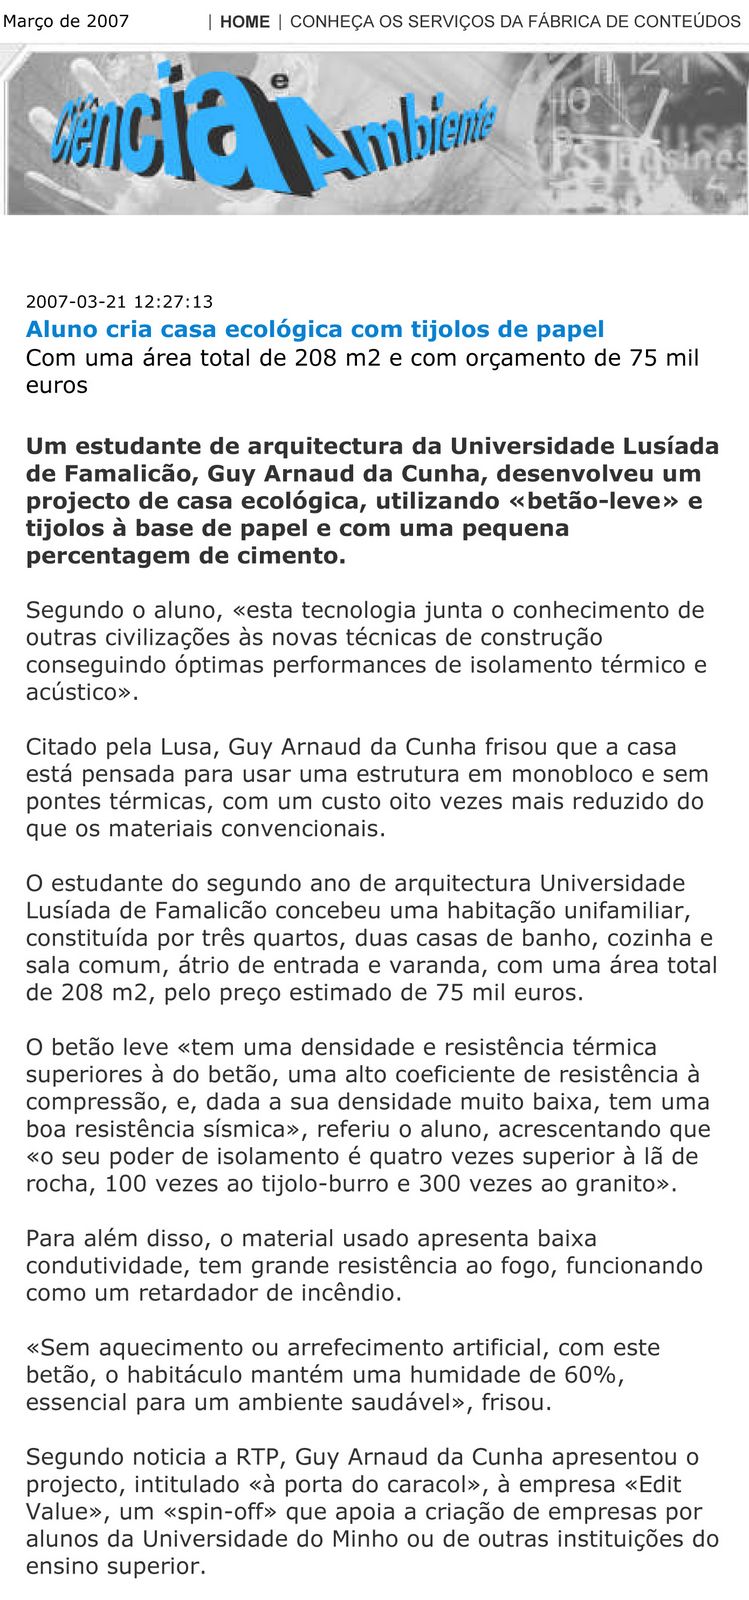 Março de 2007 | HOME | CONHEÇA OS SERVIÇOS DA FÁBRICA DE CONTEÚDOS
Ciência e Ambiente
2007-03-21 12:27:13
Aluno cria casa ecológica com tijolos de papel
Com uma área total de 208 m2 e com orçamento de 75 mil
euros
Um estudante de arquitectura da Universidade Lusíada
de Famalicão, Guy Arnaud da Cunha, desenvolveu um
projecto de casa ecológica, utilizando «betão-leve» e
tijolos à base de papel e com uma pequena
percentagem de cimento.
Segundo o aluno, «esta tecnologia junta o conhecimento de
outras civilizações às novas técnicas de construção
conseguindo óptimas performances de isolamento térmico e
acústico».
Citado pela Lusa, Guy Arnaud da Cunha frisou que a casa
está pensada para usar uma estrutura em monobloco e sem
pontes térmicas, com um custo oito vezes mais reduzido do
que os materiais convencionais.
O estudante do segundo ano de arquitectura Universidade
Lusíada de Famalicão concebeu uma habitação unifamiliar,
constituída por três quartos, duas casas de banho, cozinha e
sala comum, átrio de entrada e varanda, com uma área total
de 208 m2, pelo preço estimado de 75 mil euros.
O betão leve «tem uma densidade e resistência térmica
superiores à do betão, uma alto coeficiente de resistência à
compressão, e, dada a sua densidade muito baixa, tem uma
boa resistência sísmica», referiu o aluno, acrescentando que
«o seu poder de isolamento é quatro vezes superior à lã de
rocha, 100 vezes ao tijolo-burro e 300 vezes ao granito».
Para além disso, o material usado apresenta baixa
condutividade, tem grande resistência ao fogo, funcionando
como um retardador de incêndio.
«Sem aquecimento ou arrefecimento artificial, com este
betão, o habitáculo mantém uma humidade de 60%,
essencial para um ambiente saudável», frisou.
Segundo noticia a RTP, Guy Arnaud da Cunha apresentou o
projecto, intitulado «à porta do caracol», à empresa «Edit
Value», um «spin-off» que apoia a criação de empresas por
alunos da Universidade do Minho ou de outras instituições do
ensino superior.